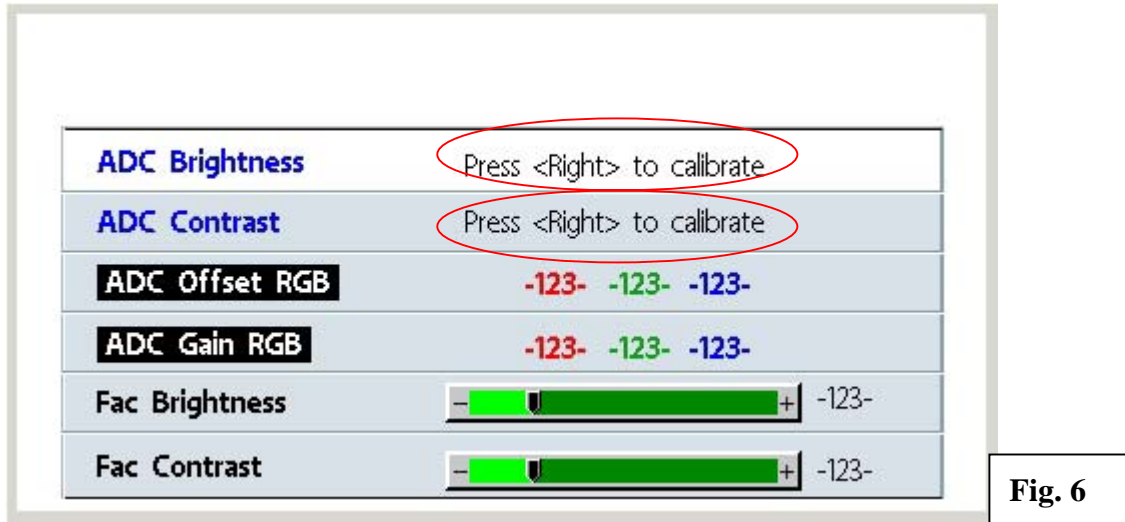 ADC Brightness Press <Right> to calibrate
ADC Contrast Press <Right> to calibrate
ADC Offset RGB -123- -123- -123-
ADC Gain RGB -123- -123- -123-
Fac Brightness - + -123-
Fac Contrast - + -123-
Fig. 6